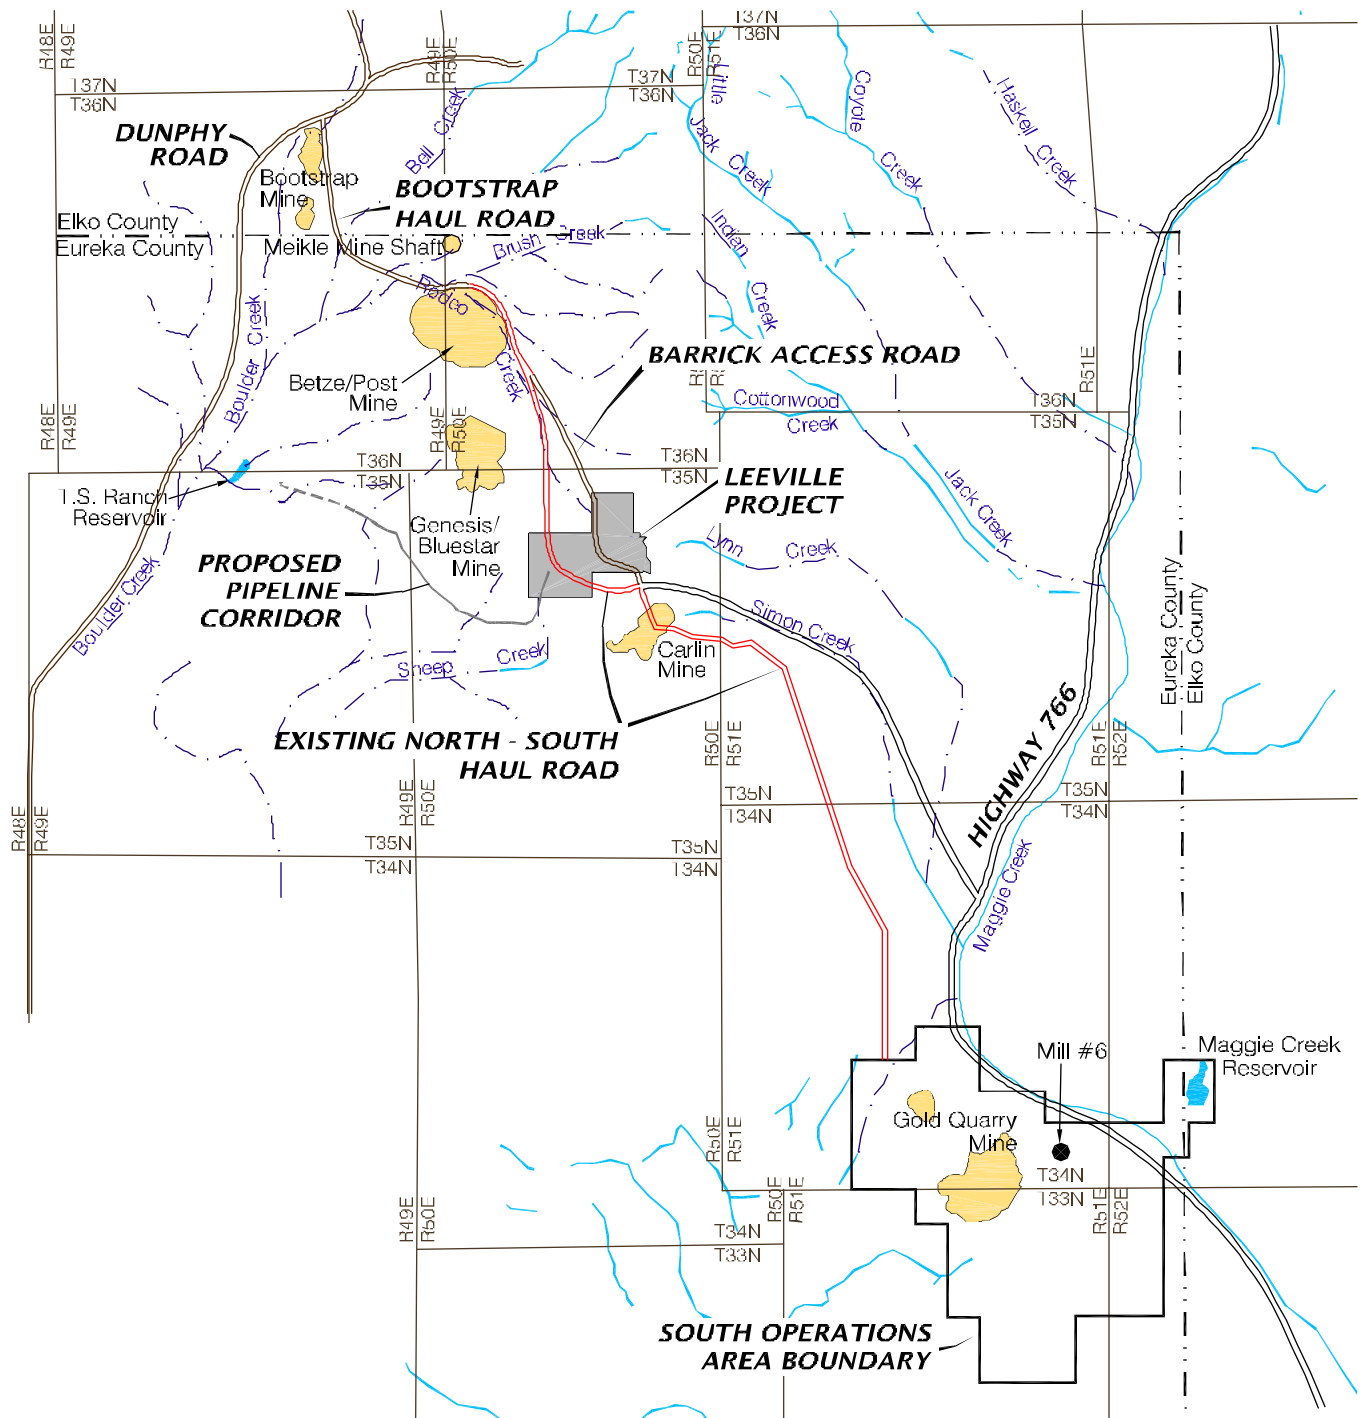 T37N
T36N
R48E
R49E
R49E
R50E
R50E
R51E
T37N
T36N
T37N
T36N
Little
Jack Creek
Creek
Coyote
Creek
Haskell Creek
DUNPHY
ROAD
Bell Creek
Bootstrap
Mine
BOOTSTRAP
HAUL ROAD
Elko County
Eureka County
Meikle Mine Shaft
Brush Creek
Indian
Creek
Rodeo
Creek
Boulder Creek
BARRICK ACCESS ROAD
Betze/Post
Mine
R51E
Cottonwood
Creek
T36N
T35N
R48E
R49E
R49E
R50E
T36N
T35N
T36N
T35N
LEEVILLE
PROJECT
T.S. Ranch
Reservoir
Genesis/
Bluestar
Mine
Jack Creek
Lynn Creek
PROPOSED
PIPELINE
CORRIDOR
Boulder Creek
Simon Creek
Eureka County
Elko County
Carlin
Mine
Sheep Creek
EXISTING NORTH - SOUTH
HAUL ROAD
HIGHWAY 766
R50E
R51E
R51E
R52E
R48E
R49E
R49E
R50E
T35N
T34N
T35N
T34N
T35N
T34N
T35N
T34N
Maggie Creek
Mill #6
Maggie Creek
Reservoir
Gold Quarry
Mine
R50E
R51E
T34N
T33N
R49E
R50E
R50E
R51E
R51E
R52E
T34N
T33N
SOUTH OPERATIONS
AREA BOUNDARY